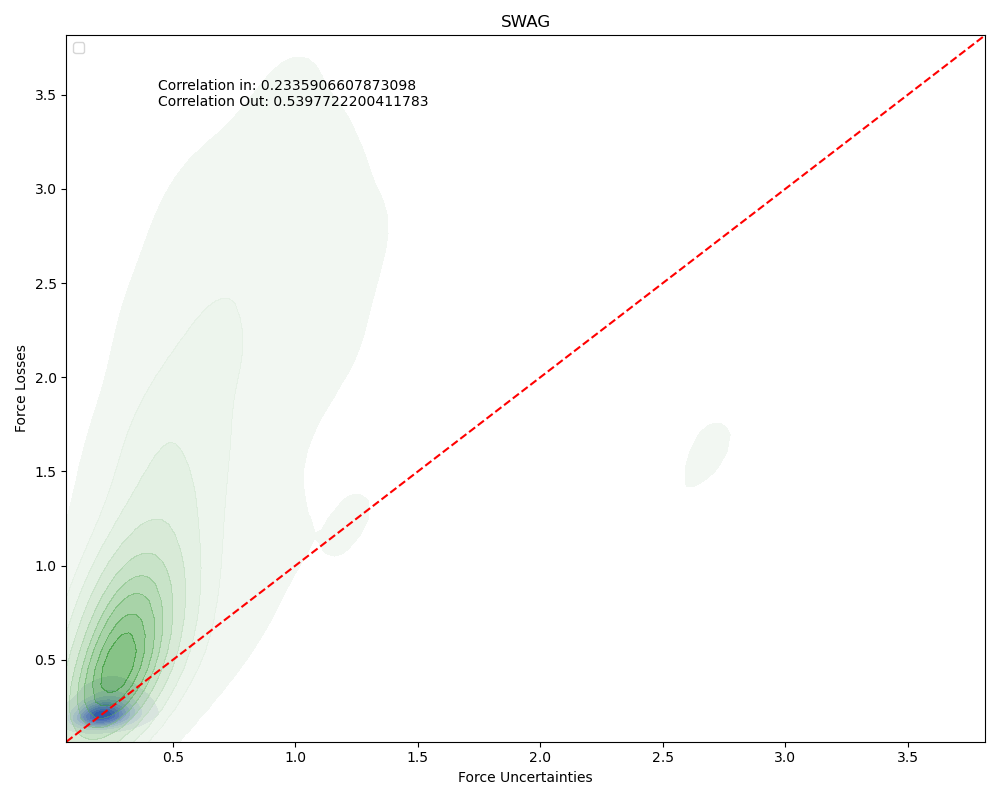 SWAG
Correlation in: 0.2335906607873098
Correlation Out: 0.5397722200411783
3.5
3.0
2.5
2.0
1.5
1.0
0.5
Force Losses
0.5 1.0 1.5 2.0 2.5 3.0 3.5
Force Uncertainties